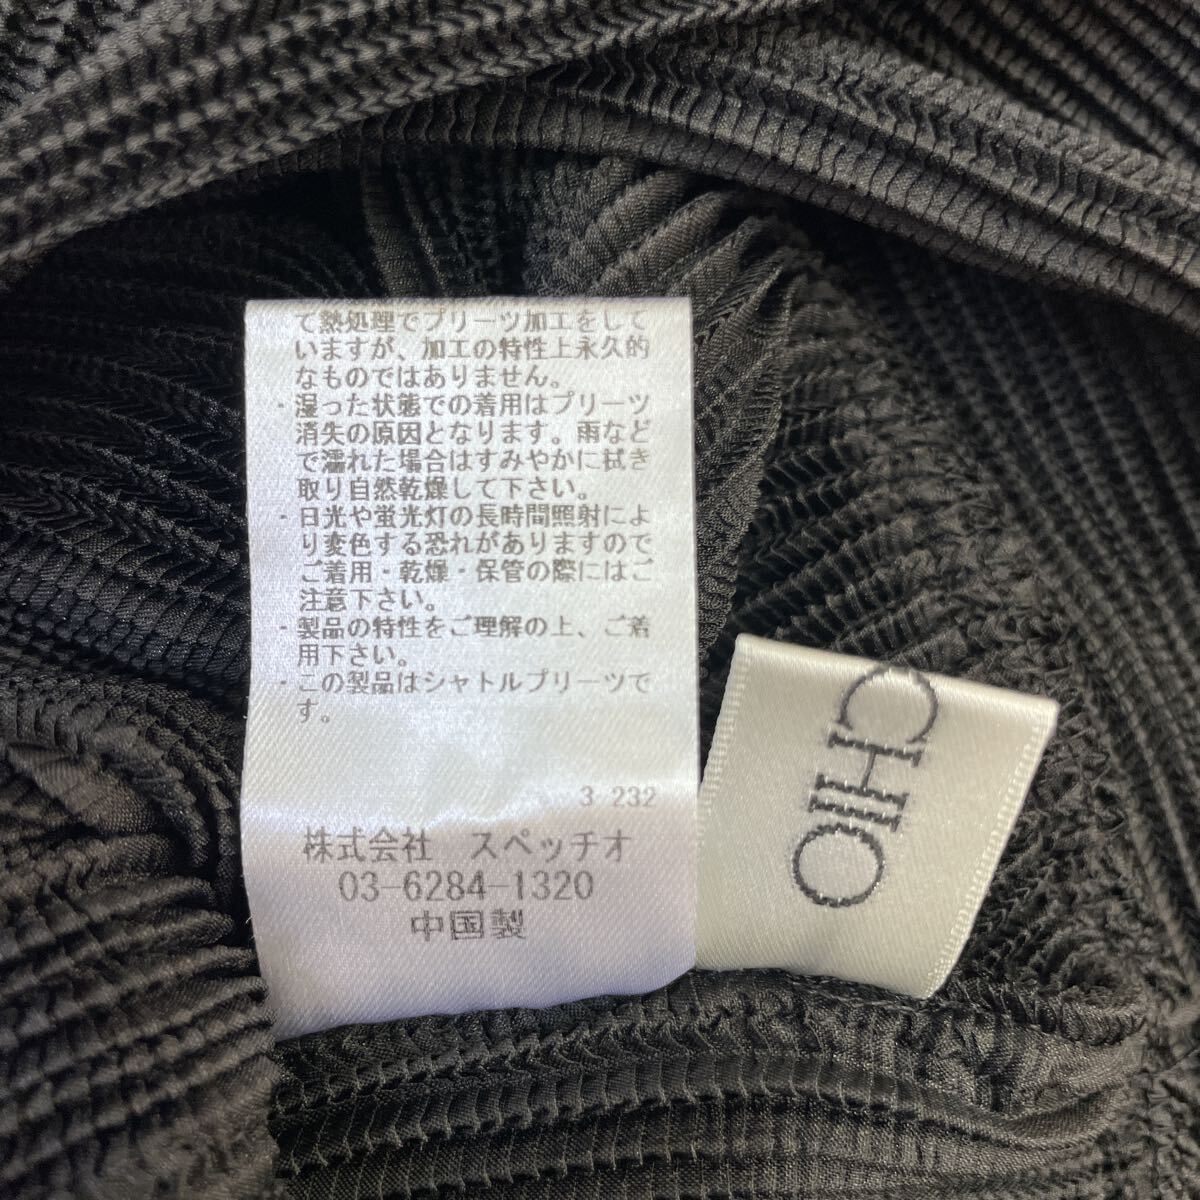 て熱処理でプリーツ加工をして
いますが、加工の特性上永久的
なものではありません。
・湿った状態での着用はプリーツ
消失の原因となります。雨など
で濡れた場合はすみやかに拭き
取り自然乾燥して下さい。
・日光や蛍光灯の長時間照射によ
り変色する恐れがありますので
ご着用・乾燥・保管の際にはご
注意下さい。
・製品の特性をご理解の上、ご着
用下さい。
・この製品はシャトルプリーツで
す。
3 232
株式会社 スペッチオ
03-6284-1320
中国製
CHIO